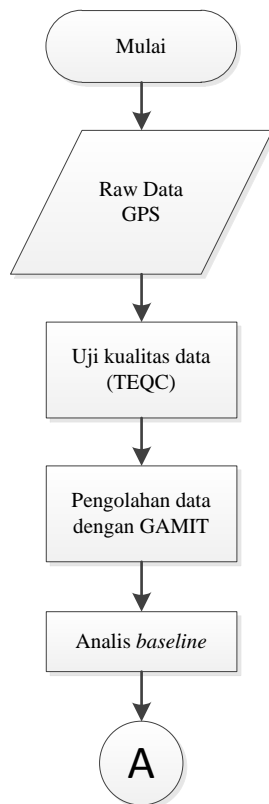 Mulai
Raw Data
GPS
Uji kualitas data
(TEQC)
Pengolahan data
dengan GAMIT
Analis baseline
A